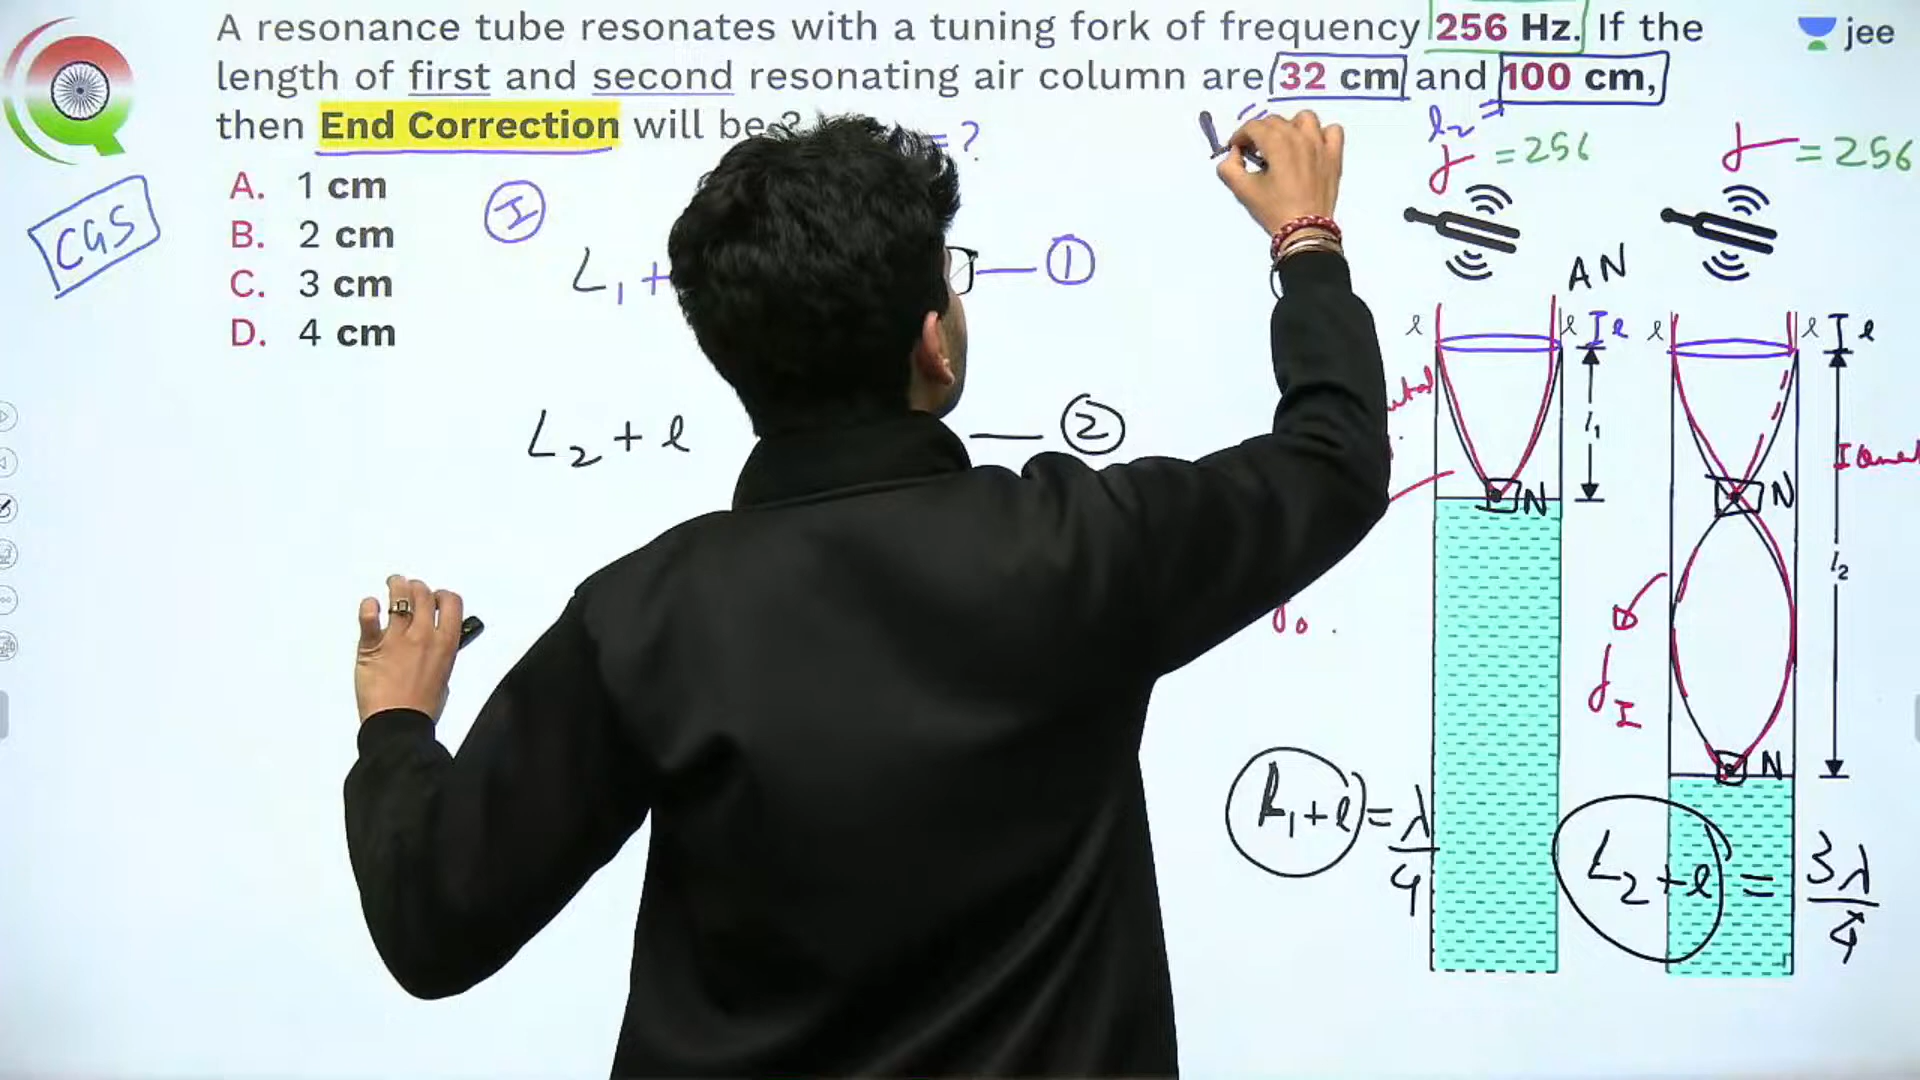 A resonance tube resonates with a tuning fork of frequency 256 Hz. If the
length of first and second resonating air column are 32 cm and 100 cm,
then End Correction will be ?
jee
= ?
l₂ =
f = 256
f = 256
A. 1 cm
B. 2 cm
C. 3 cm
D. 4 cm
CGS
I
L₁ +
1
L₂ + e
2
AN
e
e
I e
e
e
I e
l₁
N
N
l₂
f₀ .
f I
N
L₁ + e = λ/4
L₂ + e = 3λ/4